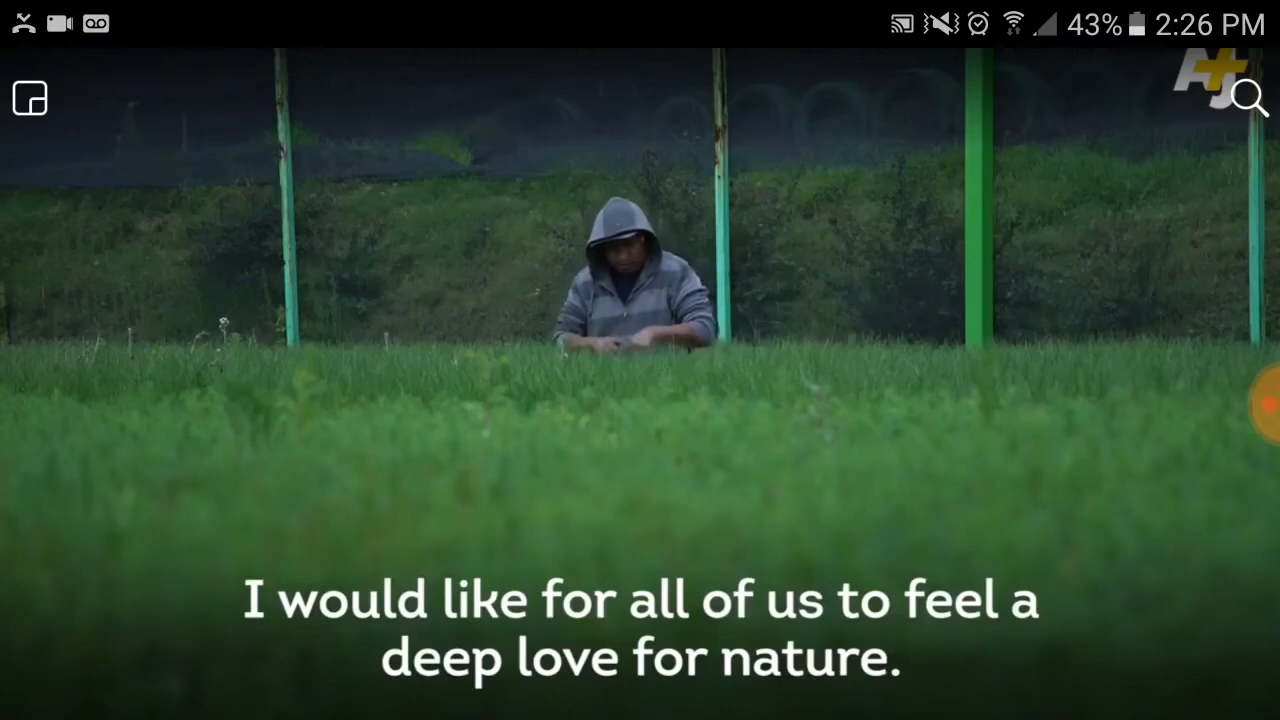 43% 2:26 PM
AJ+
I would like for all of us to feel a
deep love for nature.